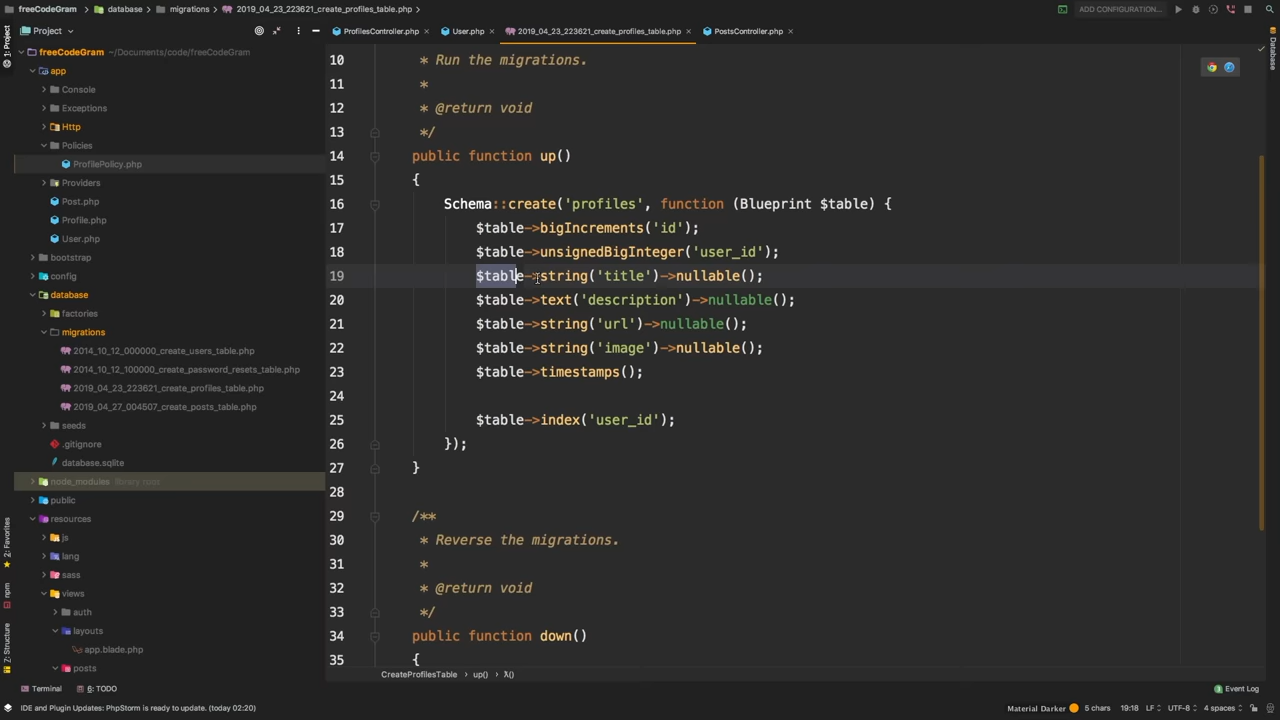 freeCodeGram > database > migrations > 2019_04_23_223621_create_profiles_table.php
ADD CONFIGURATION...
Project
ProfilesController.php
User.php
2019_04_23_223621_create_profiles_table.php
PostsController.php
1: Project
Database
freeCodeGram ~/Documents/code/freeCodeGram
app
Console
Exceptions
Http
Policies
ProfilePolicy.php
Providers
Post.php
Profile.php
User.php
bootstrap
config
database
factories
migrations
2014_10_12_000000_create_users_table.php
2014_10_12_100000_create_password_resets_table.php
2019_04_23_223621_create_profiles_table.php
2019_04_27_004507_create_posts_table.php
seeds
.gitignore
database.sqlite
node_modules library root
public
resources
js
lang
sass
views
auth
layouts
app.blade.php
posts
2: Favorites
npm
7: Structure
10 * Run the migrations.
11 *
12 * @return void
13 */
14 public function up()
15 {
16 Schema::create('profiles', function (Blueprint $table) {
17 $table->bigIncrements('id');
18 $table->unsignedBigInteger('user_id');
19 $table->string('title')->nullable();
20 $table->text('description')->nullable();
21 $table->string('url')->nullable();
22 $table->string('image')->nullable();
23 $table->timestamps();
24
25 $table->index('user_id');
26 });
27 }
28
29 /**
30 * Reverse the migrations.
31 *
32 * @return void
33 */
34 public function down()
35 {
CreateProfilesTable > up() > λ()
Terminal
6: TODO
Event Log
IDE and Plugin Updates: PhpStorm is ready to update. (today 02:20)
Material Darker
5 chars
19:18
LF
UTF-8
4 spaces